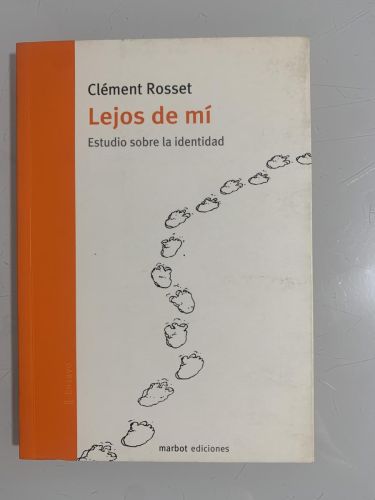 Clément Rosset
Lejos de mí
Estudio sobre la identidad
marbot ediciones